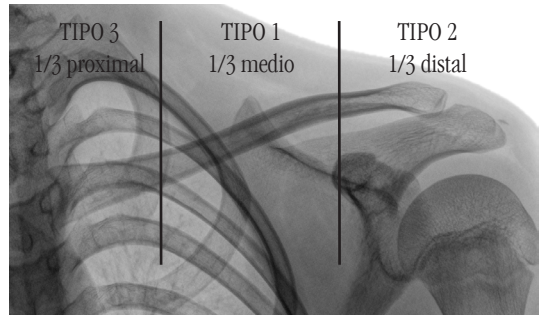 TIPO 3
1/3 proximal
TIPO 1
1/3 medio
TIPO 2
1/3 distal